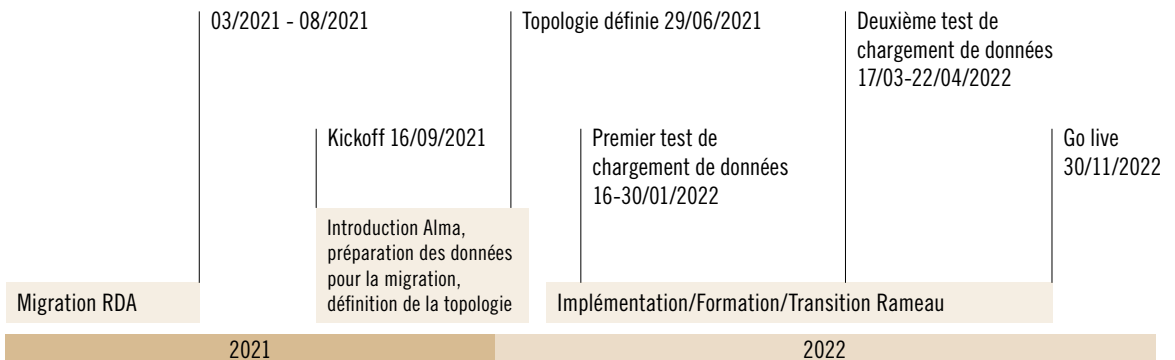 03/2021 - 08/2021
Topologie définie 29/06/2021
Deuxième test de
chargement de données
17/03-22/04/2022
Kickoff 16/09/2021
Premier test de
chargement de données
16-30/01/2022
Go live
30/11/2022
Introduction Alma,
préparation des données
pour la migration,
définition de la topologie
Migration RDA
Implémentation/Formation/Transition Rameau
2021
2022